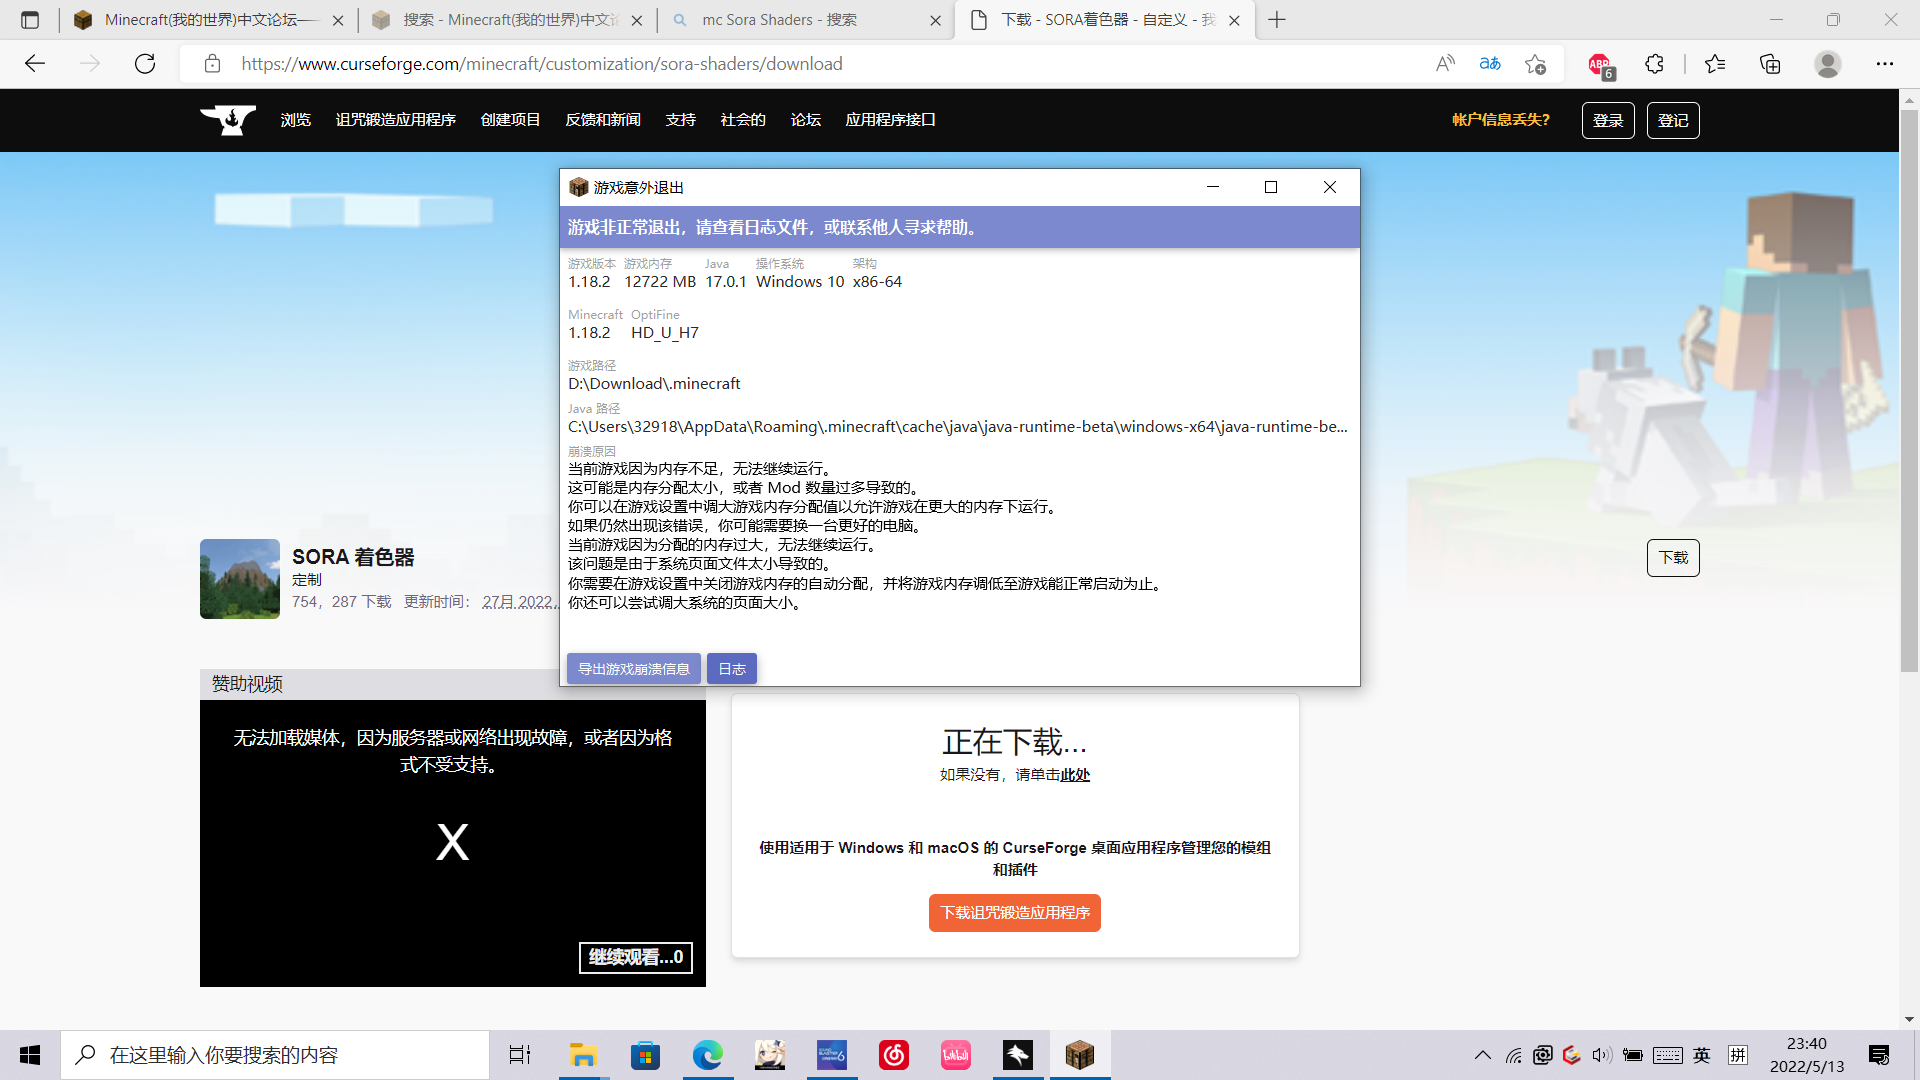 Minecraft(我的世界)中文论坛—
搜索 - Minecraft(我的世界)中文
mc Sora Shaders - 搜索
下载 - SORA着色器 - 自定义 - 我
https://www.curseforge.com/minecraft/customization/sora-shaders/download
aあ
ABP
6
浏览
诅咒锻造应用程序
创建项目
反馈和新闻
支持
社会的
论坛
应用程序接口
帐户信息丢失?
登录
登记
游戏意外退出
游戏非正常退出，请查看日志文件，或联系他人寻求帮助。
游戏版本 游戏内存 Java 操作系统 架构
1.18.2 12722 MB 17.0.1 Windows 10 x86-64
Minecraft OptiFine
1.18.2 HD_U_H7
游戏路径
D:\Download\.minecraft
Java 路径
C:\Users\32918\AppData\Roaming\.minecraft\cache\java\java-runtime-beta\windows-x64\java-runtime-be...
崩溃原因
当前游戏因为内存不足，无法继续运行。
这可能是内存分配太小，或者 Mod 数量过多导致的。
你可以在游戏设置中调大游戏内存分配值以允许游戏在更大的内存下运行。
如果仍然出现该错误，你可能需要换一台更好的电脑。
当前游戏因为分配的内存过大，无法继续运行。
该问题是由于系统页面文件太小导致的。
你需要在游戏设置中关闭游戏内存的自动分配，并将游戏内存调低至游戏能正常启动为止。
你还可以尝试调大系统的页面大小。
导出游戏崩溃信息
日志
SORA 着色器
定制
754，287 下载 更新时间： 27月 2022,
下载
赞助视频
无法加载媒体，因为服务器或网络出现故障，或者因为格
式不受支持。
X
继续观看...0
正在下载...
如果没有，请单击此处
使用适用于 Windows 和 macOS 的 CurseForge 桌面应用程序管理您的模组
和插件
下载诅咒锻造应用程序
在这里输入你要搜索的内容
英
拼
23:40
2022/5/13